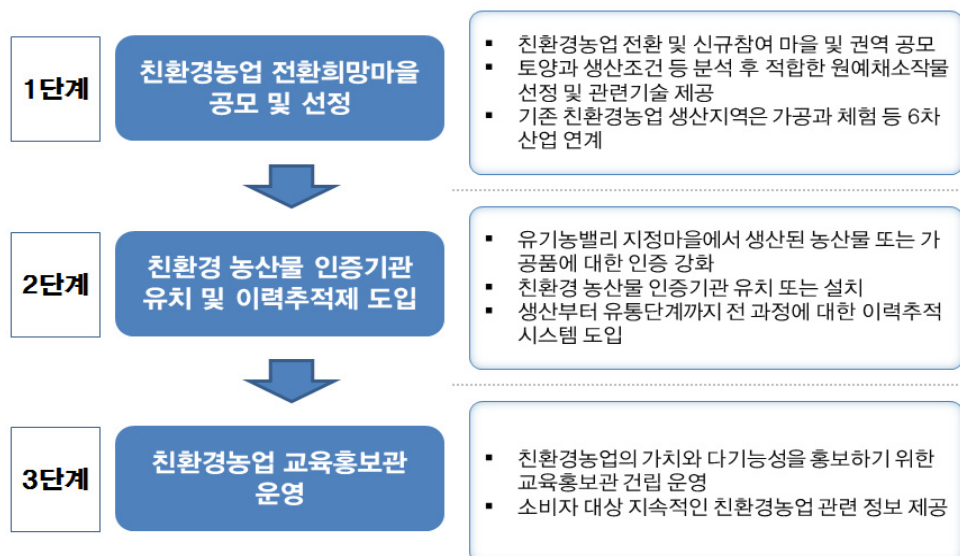 1단계
친환경농업 전환희망마을
공모 및 선정
▪ 친환경농업 전환 및 신규참여 마을 및 권역 공모
▪ 토양과 생산조건 등 분석 후 적합한 원예채소작물
선정 및 관련기술 제공
▪ 기존 친환경농업 생산지역은 가공과 체험 등 6차
산업 연계
2단계
친환경 농산물 인증기관
유치 및 이력추적제 도입
▪ 유기농밸리 지정마을에서 생산된 농산물 또는 가
공품에 대한 인증 강화
▪ 친환경 농산물 인증기관 유치 또는 설치
▪ 생산부터 유통단계까지 전 과정에 대한 이력추적
시스템 도입
3단계
친환경농업 교육홍보관
운영
▪ 친환경농업의 가치와 다기능성을 홍보하기 위한
교육홍보관 건립 운영
▪ 소비자 대상 지속적인 친환경농업 관련 정보 제공